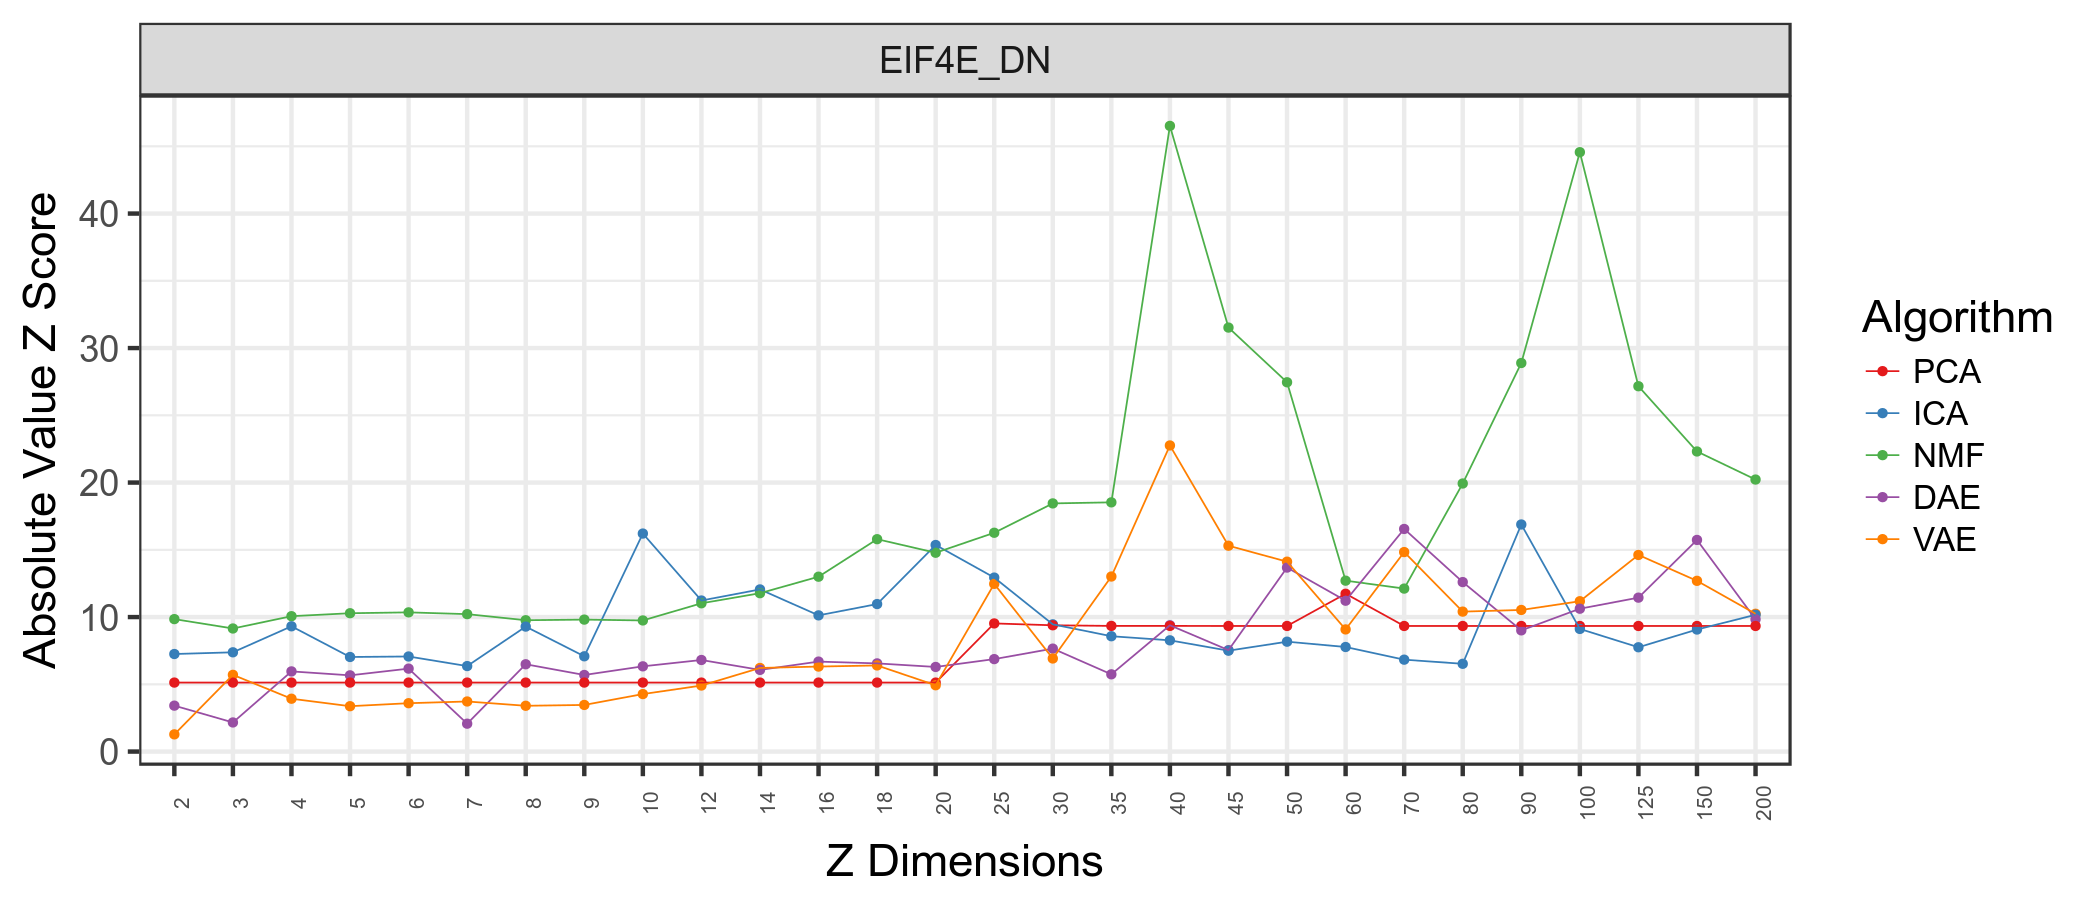 EIF4E_DN
Absolute Value Z Score
40
30
20
10
0
2 3 4 5 6 7 8 9 10 12 14 16 18 20 25 30 35 40 45 50 60 70 80 90 100 125 150 200
Z Dimensions
Algorithm
PCA
ICA
NMF
DAE
VAE